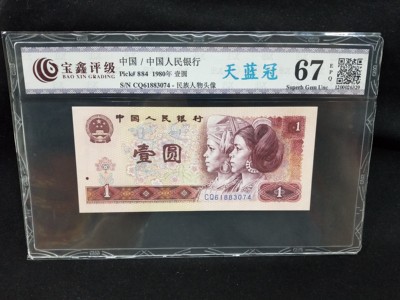 宝鑫评级
BAO XIN GRADING
中国 / 中国人民银行
Pick# 884 1980年 壹圆
S/N CQ61883074 - 民族人物头像
天蓝冠
67
EPQ
Superb Gem Unc
中国人民银行
壹圆
1
1
1
CQ61883074